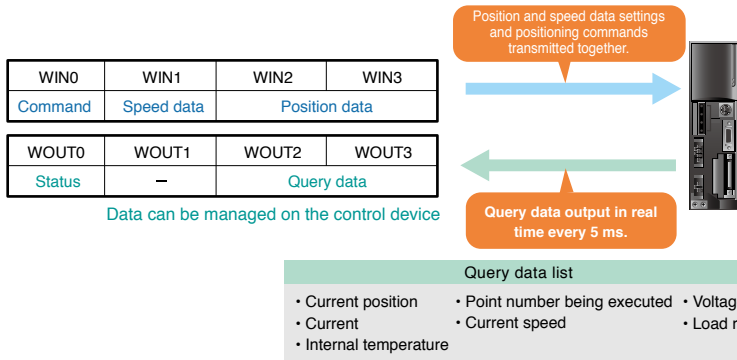 Position and speed data settings
and positioning commands
transmitted together.
WIN0 WIN1 WIN2 WIN3
Command Speed data Position data
WOUT0 WOUT1 WOUT2 WOUT3
Status – Query data
Data can be managed on the control device
Query data output in real
time every 5 ms.
Query data list
• Current position • Point number being executed • Voltag
• Current • Current speed • Load r
• Internal temperature